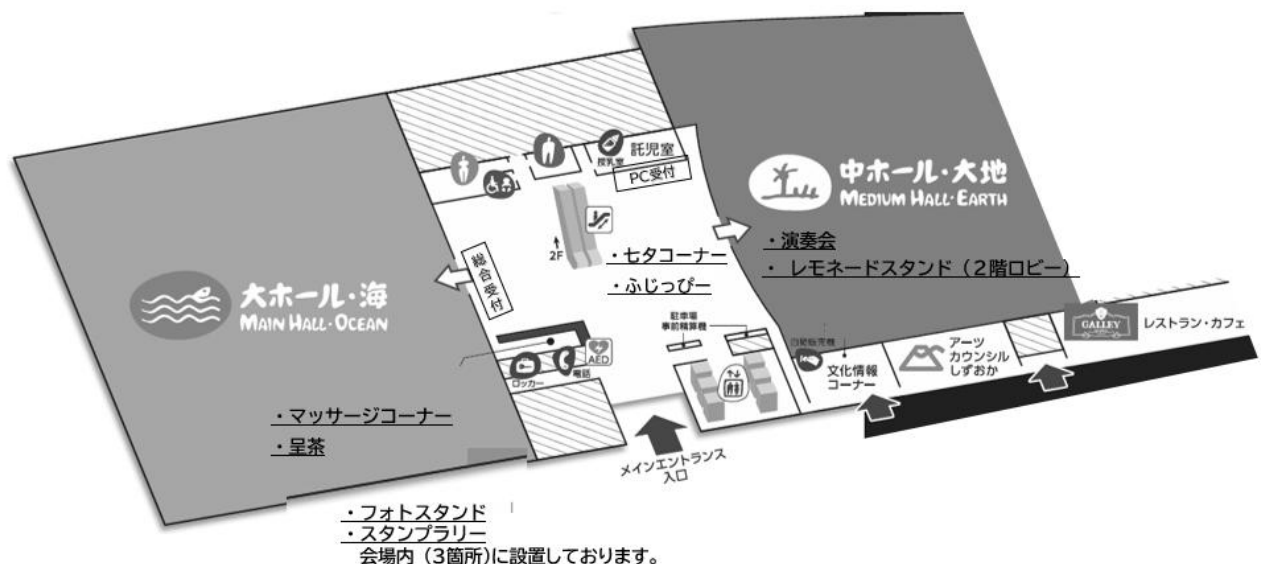 授乳室
託児室
PC受付
中ホール・大地
MEDIUM HALL・EARTH
2F
・七夕コーナー
・ふじっぴー
・演奏会
・ レモネードスタンド（２階ロビー）
総合受付
大ホール・海
MAIN HALL・OCEAN
駐車場
事前精算機
GALLEY
レストラン・カフェ
自動販売機
文化情報
コーナー
アーツ
カウンシル
しずおか
AED
ロッカー
電話
・マッサージコーナー
・呈茶
メインエントランス
入口
・フォトスタンド
・スタンプラリー
会場内（3箇所)に設置しております。